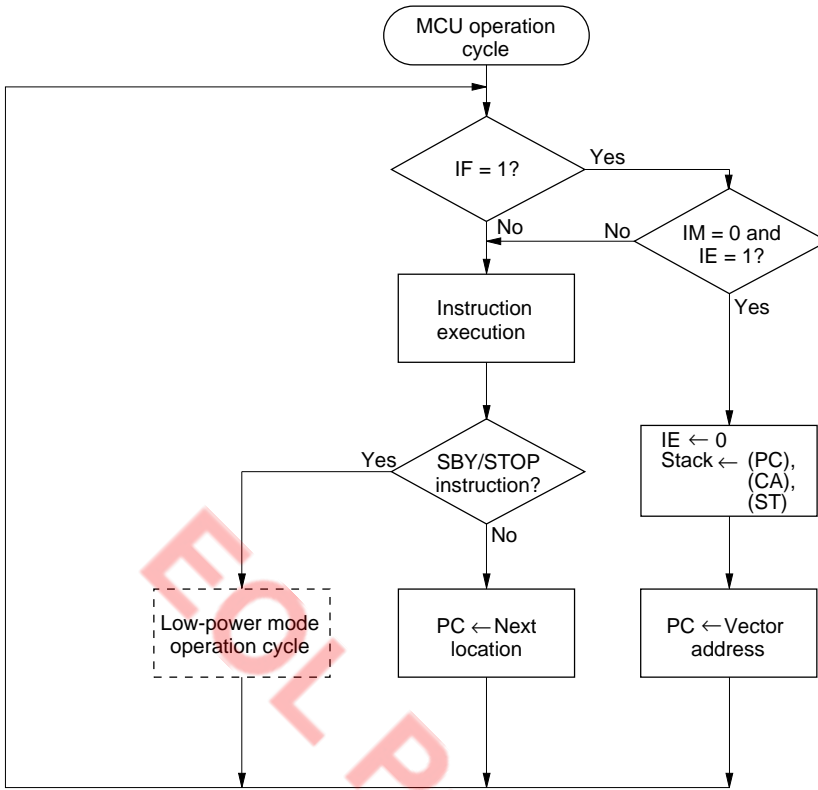 MCU operation
cycle
IF = 1?
Yes
No
No
IM = 0 and
IE = 1?
Yes
Instruction
execution
IE ← 0
Stack ← (PC),
(CA),
(ST)
Yes
SBY/STOP
instruction?
No
Low-power mode
operation cycle
PC ← Next
location
PC ← Vector
address
EOL P